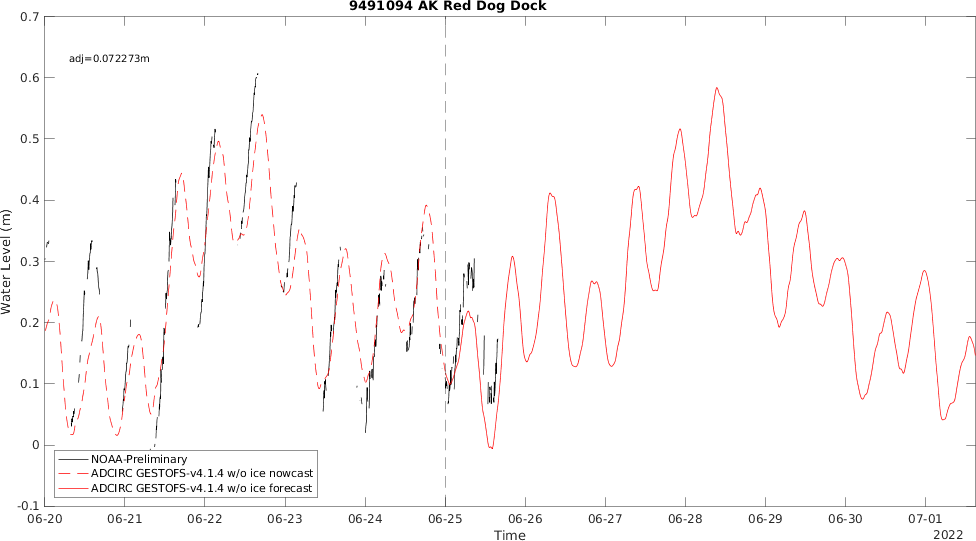 9491094 AK Red Dog Dock
0.7
adj=0.072273m
0.6
0.5
0.4
0.3
0.2
0.1
0
-0.1
Water Level (m)
NOAA-Preliminary
ADCIRC GESTOFS-v4.1.4 w/o ice nowcast
ADCIRC GESTOFS-v4.1.4 w/o ice forecast
06-20 06-21 06-22 06-23 06-24 06-25 06-26 06-27 06-28 06-29 06-30 07-01
Time
2022